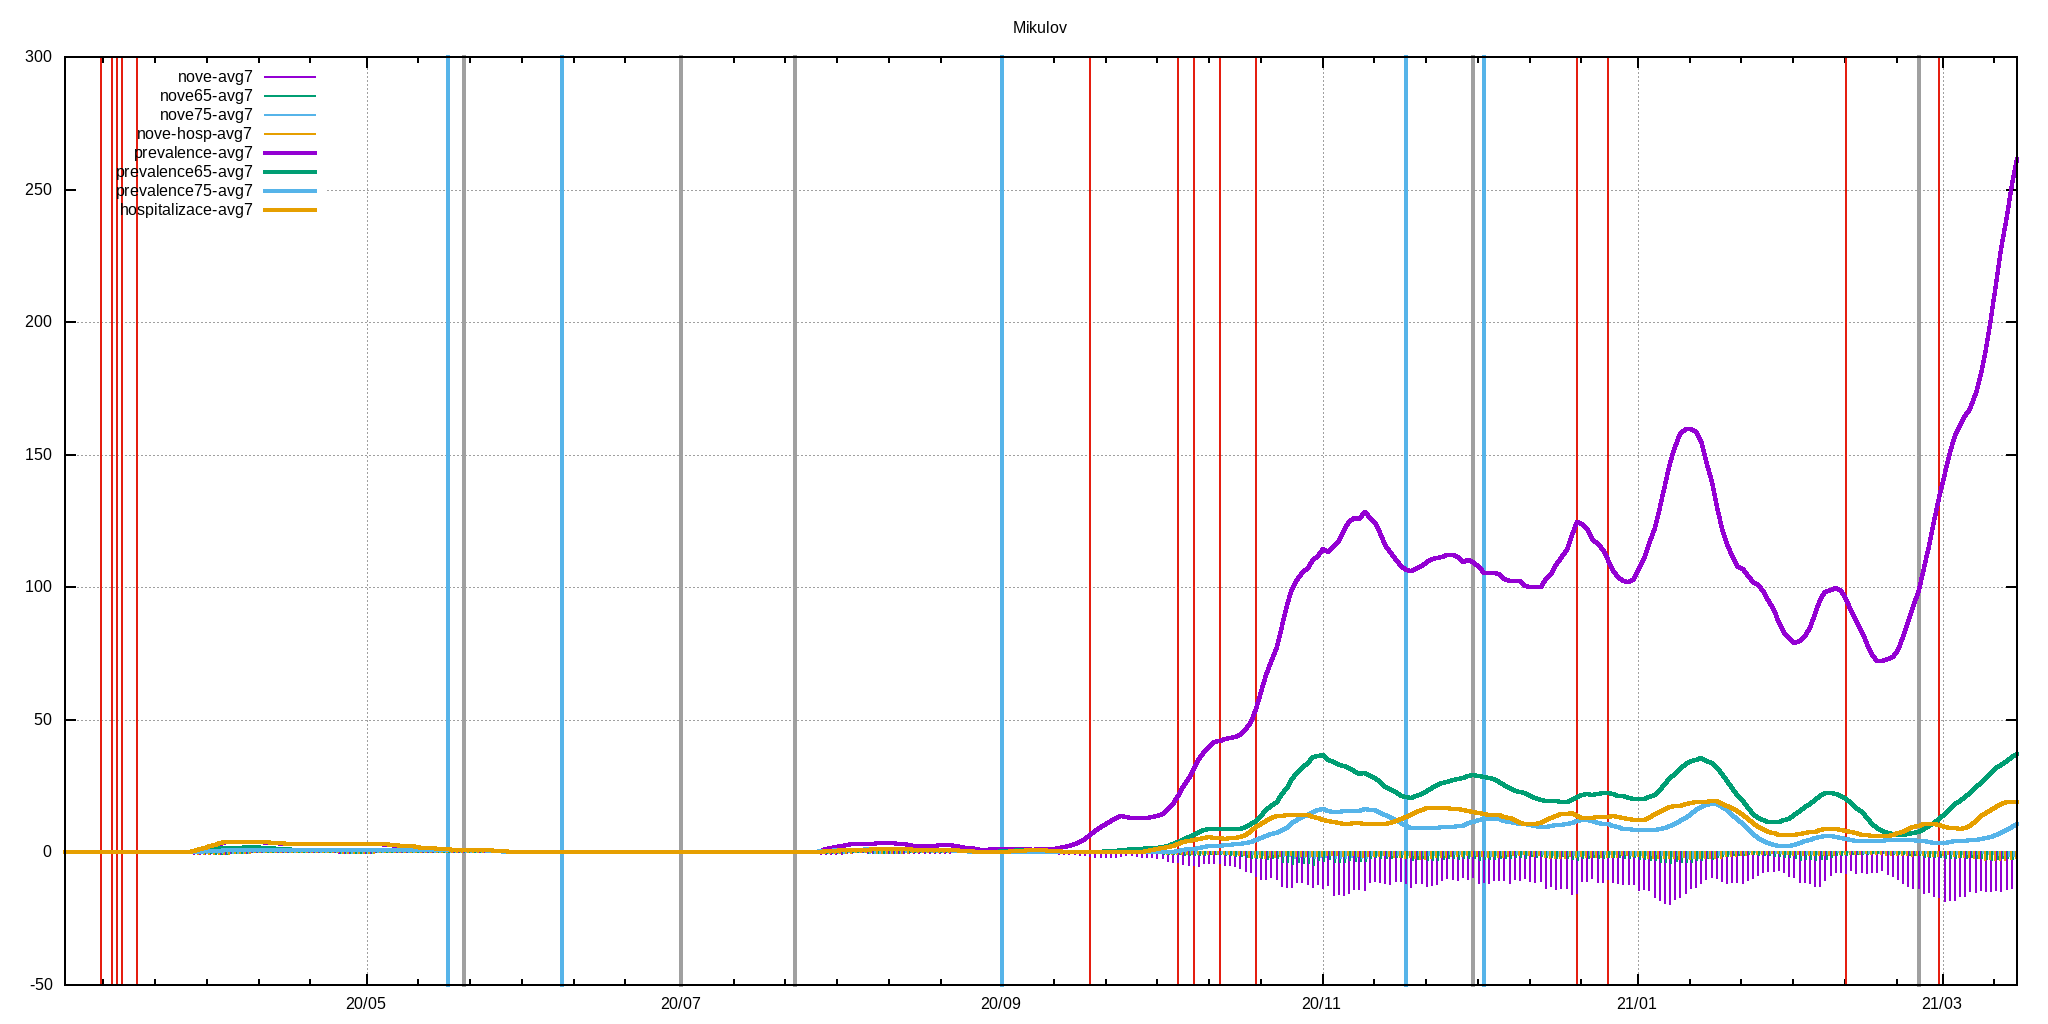 Mikulov
300
nove-avg7
nove65-avg7
nove75-avg7
nove-hosp-avg7
prevalence-avg7
prevalence65-avg7
prevalence75-avg7
hospitalizace-avg7
250
200
150
100
50
0
-50
20/05 20/07 20/09 20/11 21/01 21/03